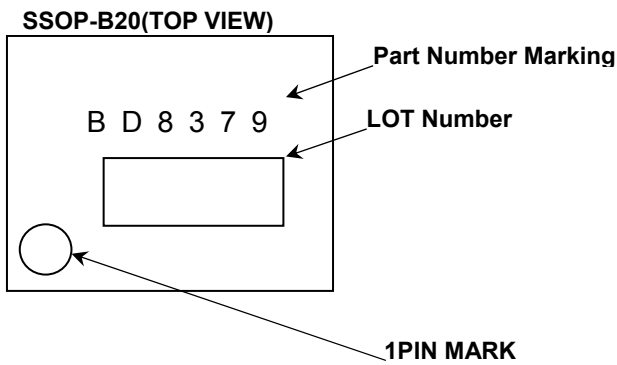 SSOP-B20(TOP VIEW)
Part Number Marking
B D 8 3 7 9
LOT Number
1PIN MARK